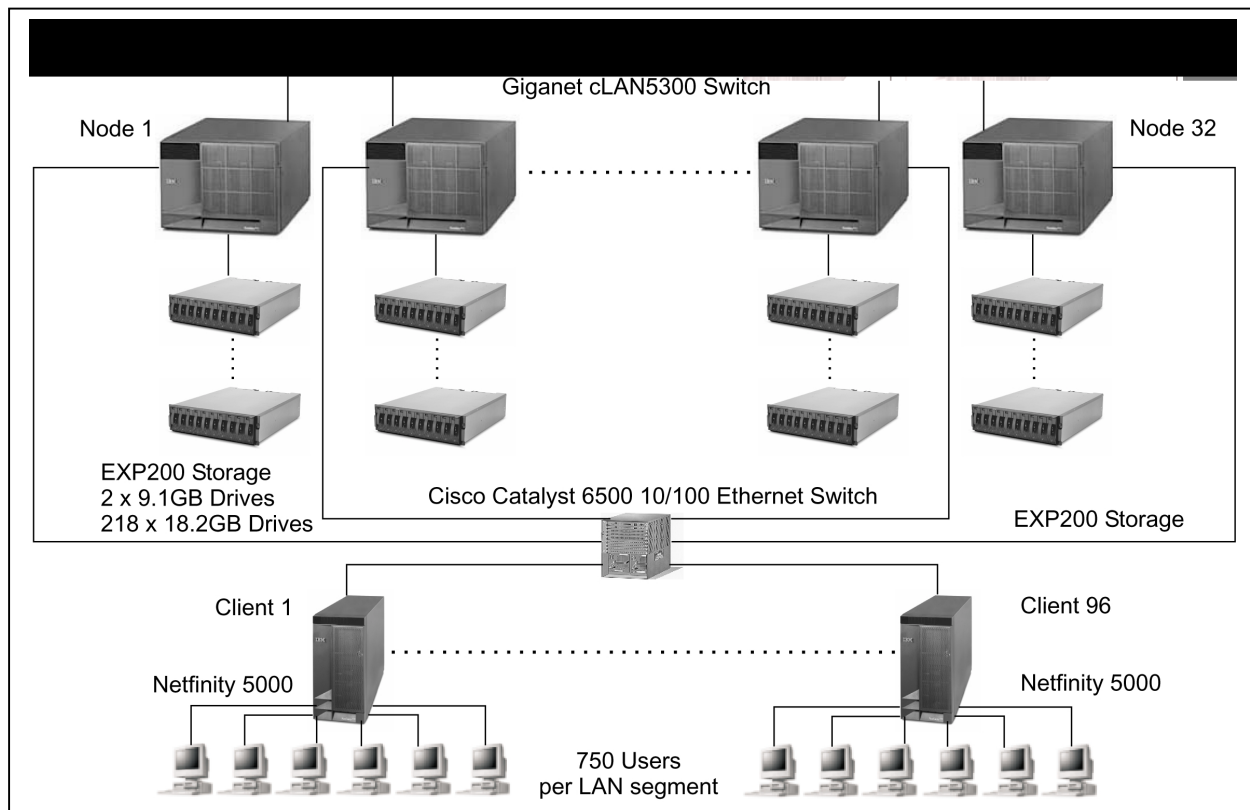 Giganet cLAN5300 Switch
Node 1
Node 32
EXP200 Storage
2 x 9.1GB Drives
218 x 18.2GB Drives
Cisco Catalyst 6500 10/100 Ethernet Switch
EXP200 Storage
Client 1
Client 96
Netfinity 5000
Netfinity 5000
750 Users
per LAN segment